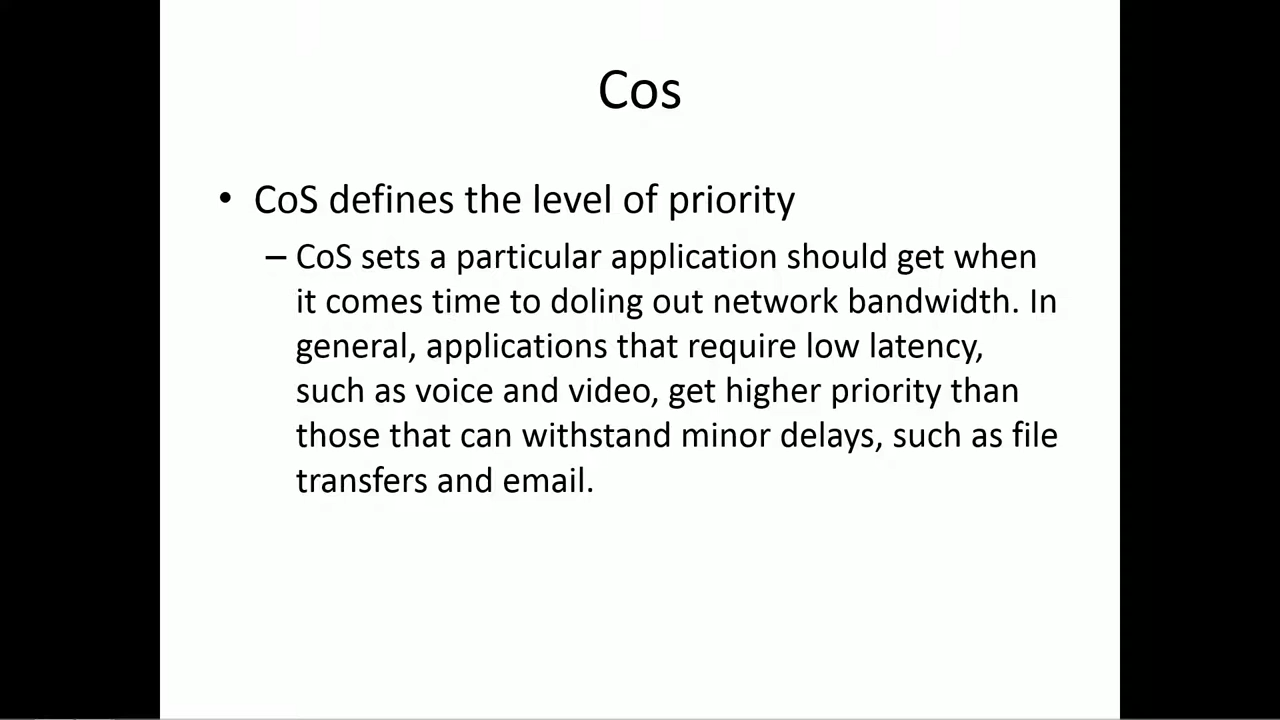 Cos
• CoS defines the level of priority
– CoS sets a particular application should get when
it comes time to doling out network bandwidth. In
general, applications that require low latency,
such as voice and video, get higher priority than
those that can withstand minor delays, such as file
transfers and email.